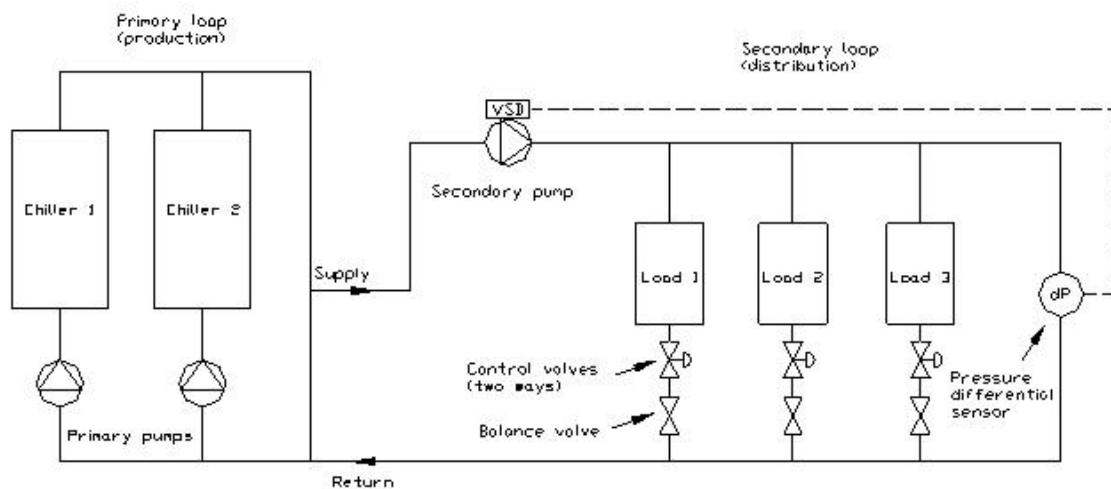 Primary loop
(production)
Secondary loop
(distribution)
VSD
Chiller 1
Chiller 2
Secondary pump
Supply
Load 1
Load 2
Load 3
dP
Control valves
(two ways)
Pressure
differential
sensor
Balance valve
Primary pumps
Return